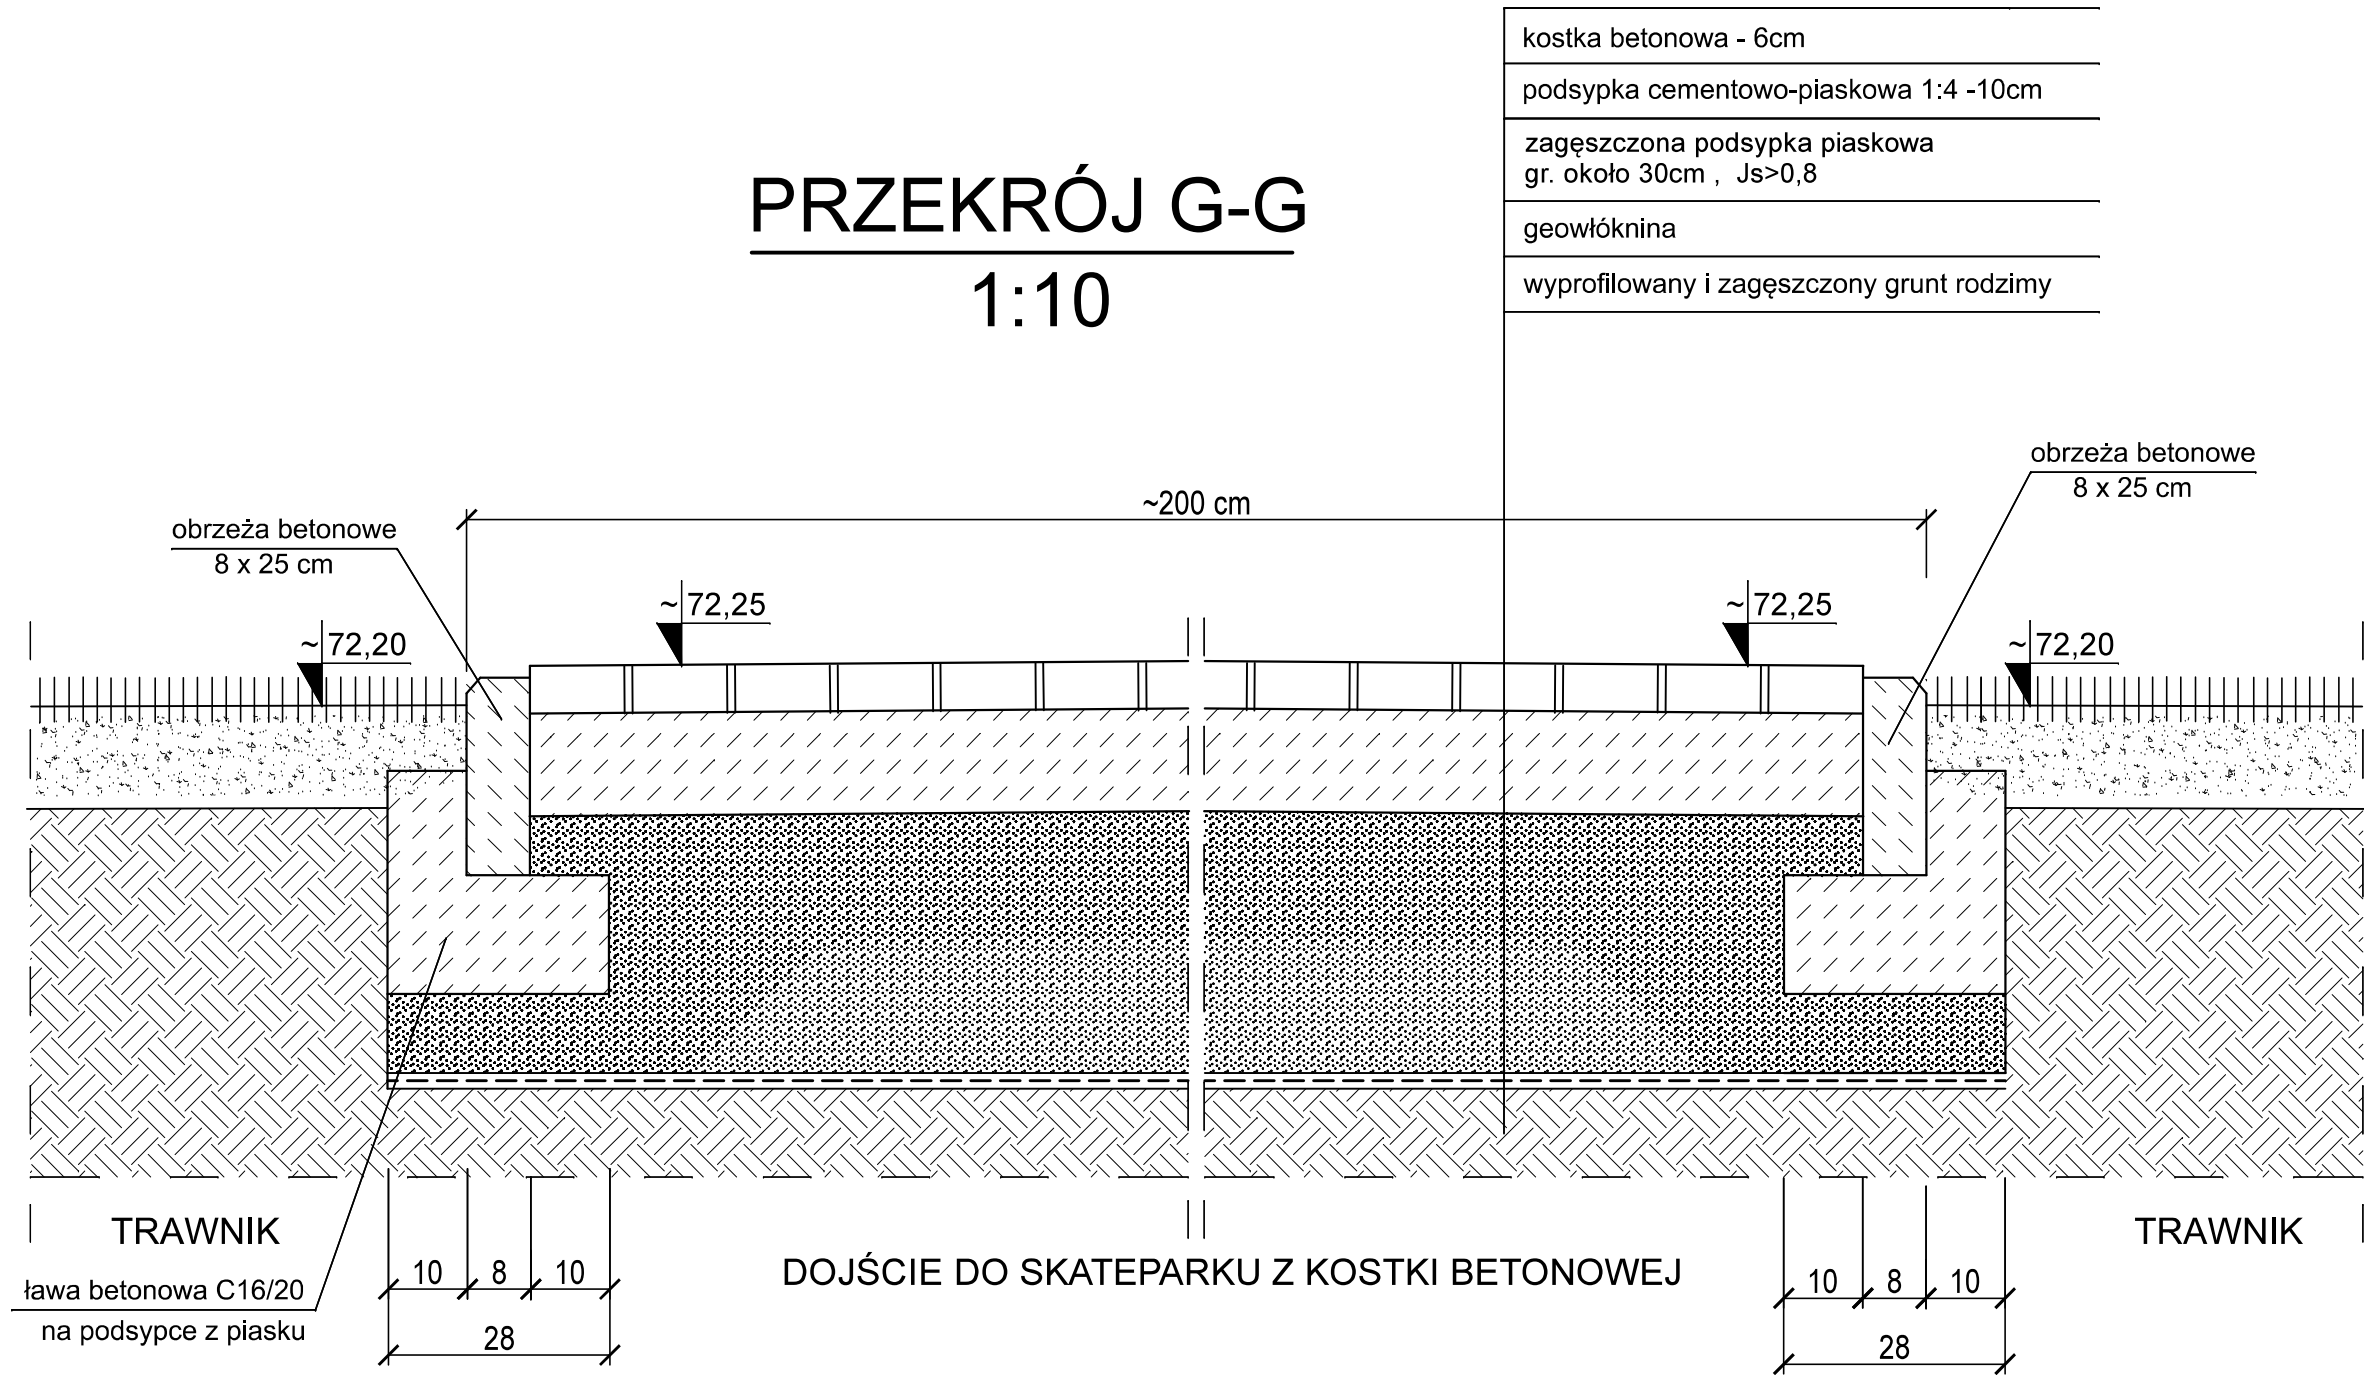 kostka betonowa - 6cm
podsypka cementowo-piaskowa 1:4 -10cm
zagęszczona podsypka piaskowa
gr. około 30cm ,  Js>0,8
geowłóknina
wyprofilowany i zagęszczony grunt rodzimy
PRZEKRÓJ G-G
1:10
obrzeża betonowe
8 x 25 cm
~200 cm
obrzeża betonowe
8 x 25 cm
~ 72,20
~ 72,25
~ 72,25
~ 72,20
TRAWNIK
TRAWNIK
DOJŚCIE DO SKATEPARKU Z KOSTKI BETONOWEJ
ława betonowa C16/20
na podsypce z piasku
10 8 10
28
10 8 10
28